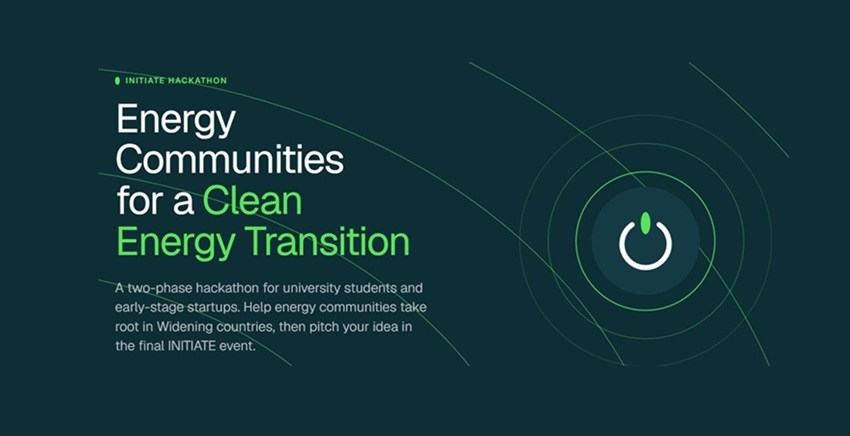 INITIATE HACKATHON
Energy
Communities
for a Clean
Energy Transition
A two-phase hackathon for university students and
early-stage startups. Help energy communities take
root in Widening countries, then pitch your idea in
the final INITIATE event.